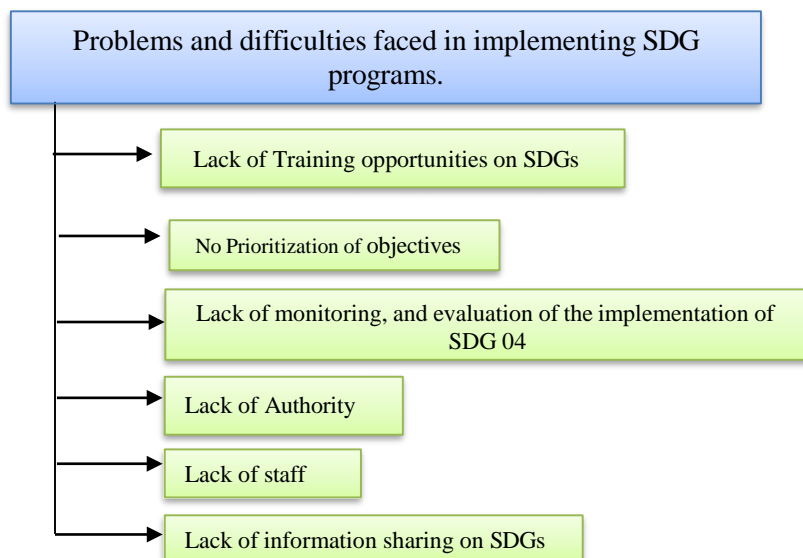 Problems and difficulties faced in implementing SDG
programs.
Lack of Training opportunities on SDGs
No Prioritization of objectives
Lack of monitoring, and evaluation of the implementation of
SDG 04
Lack of Authority
Lack of staff
Lack of information sharing on SDGs